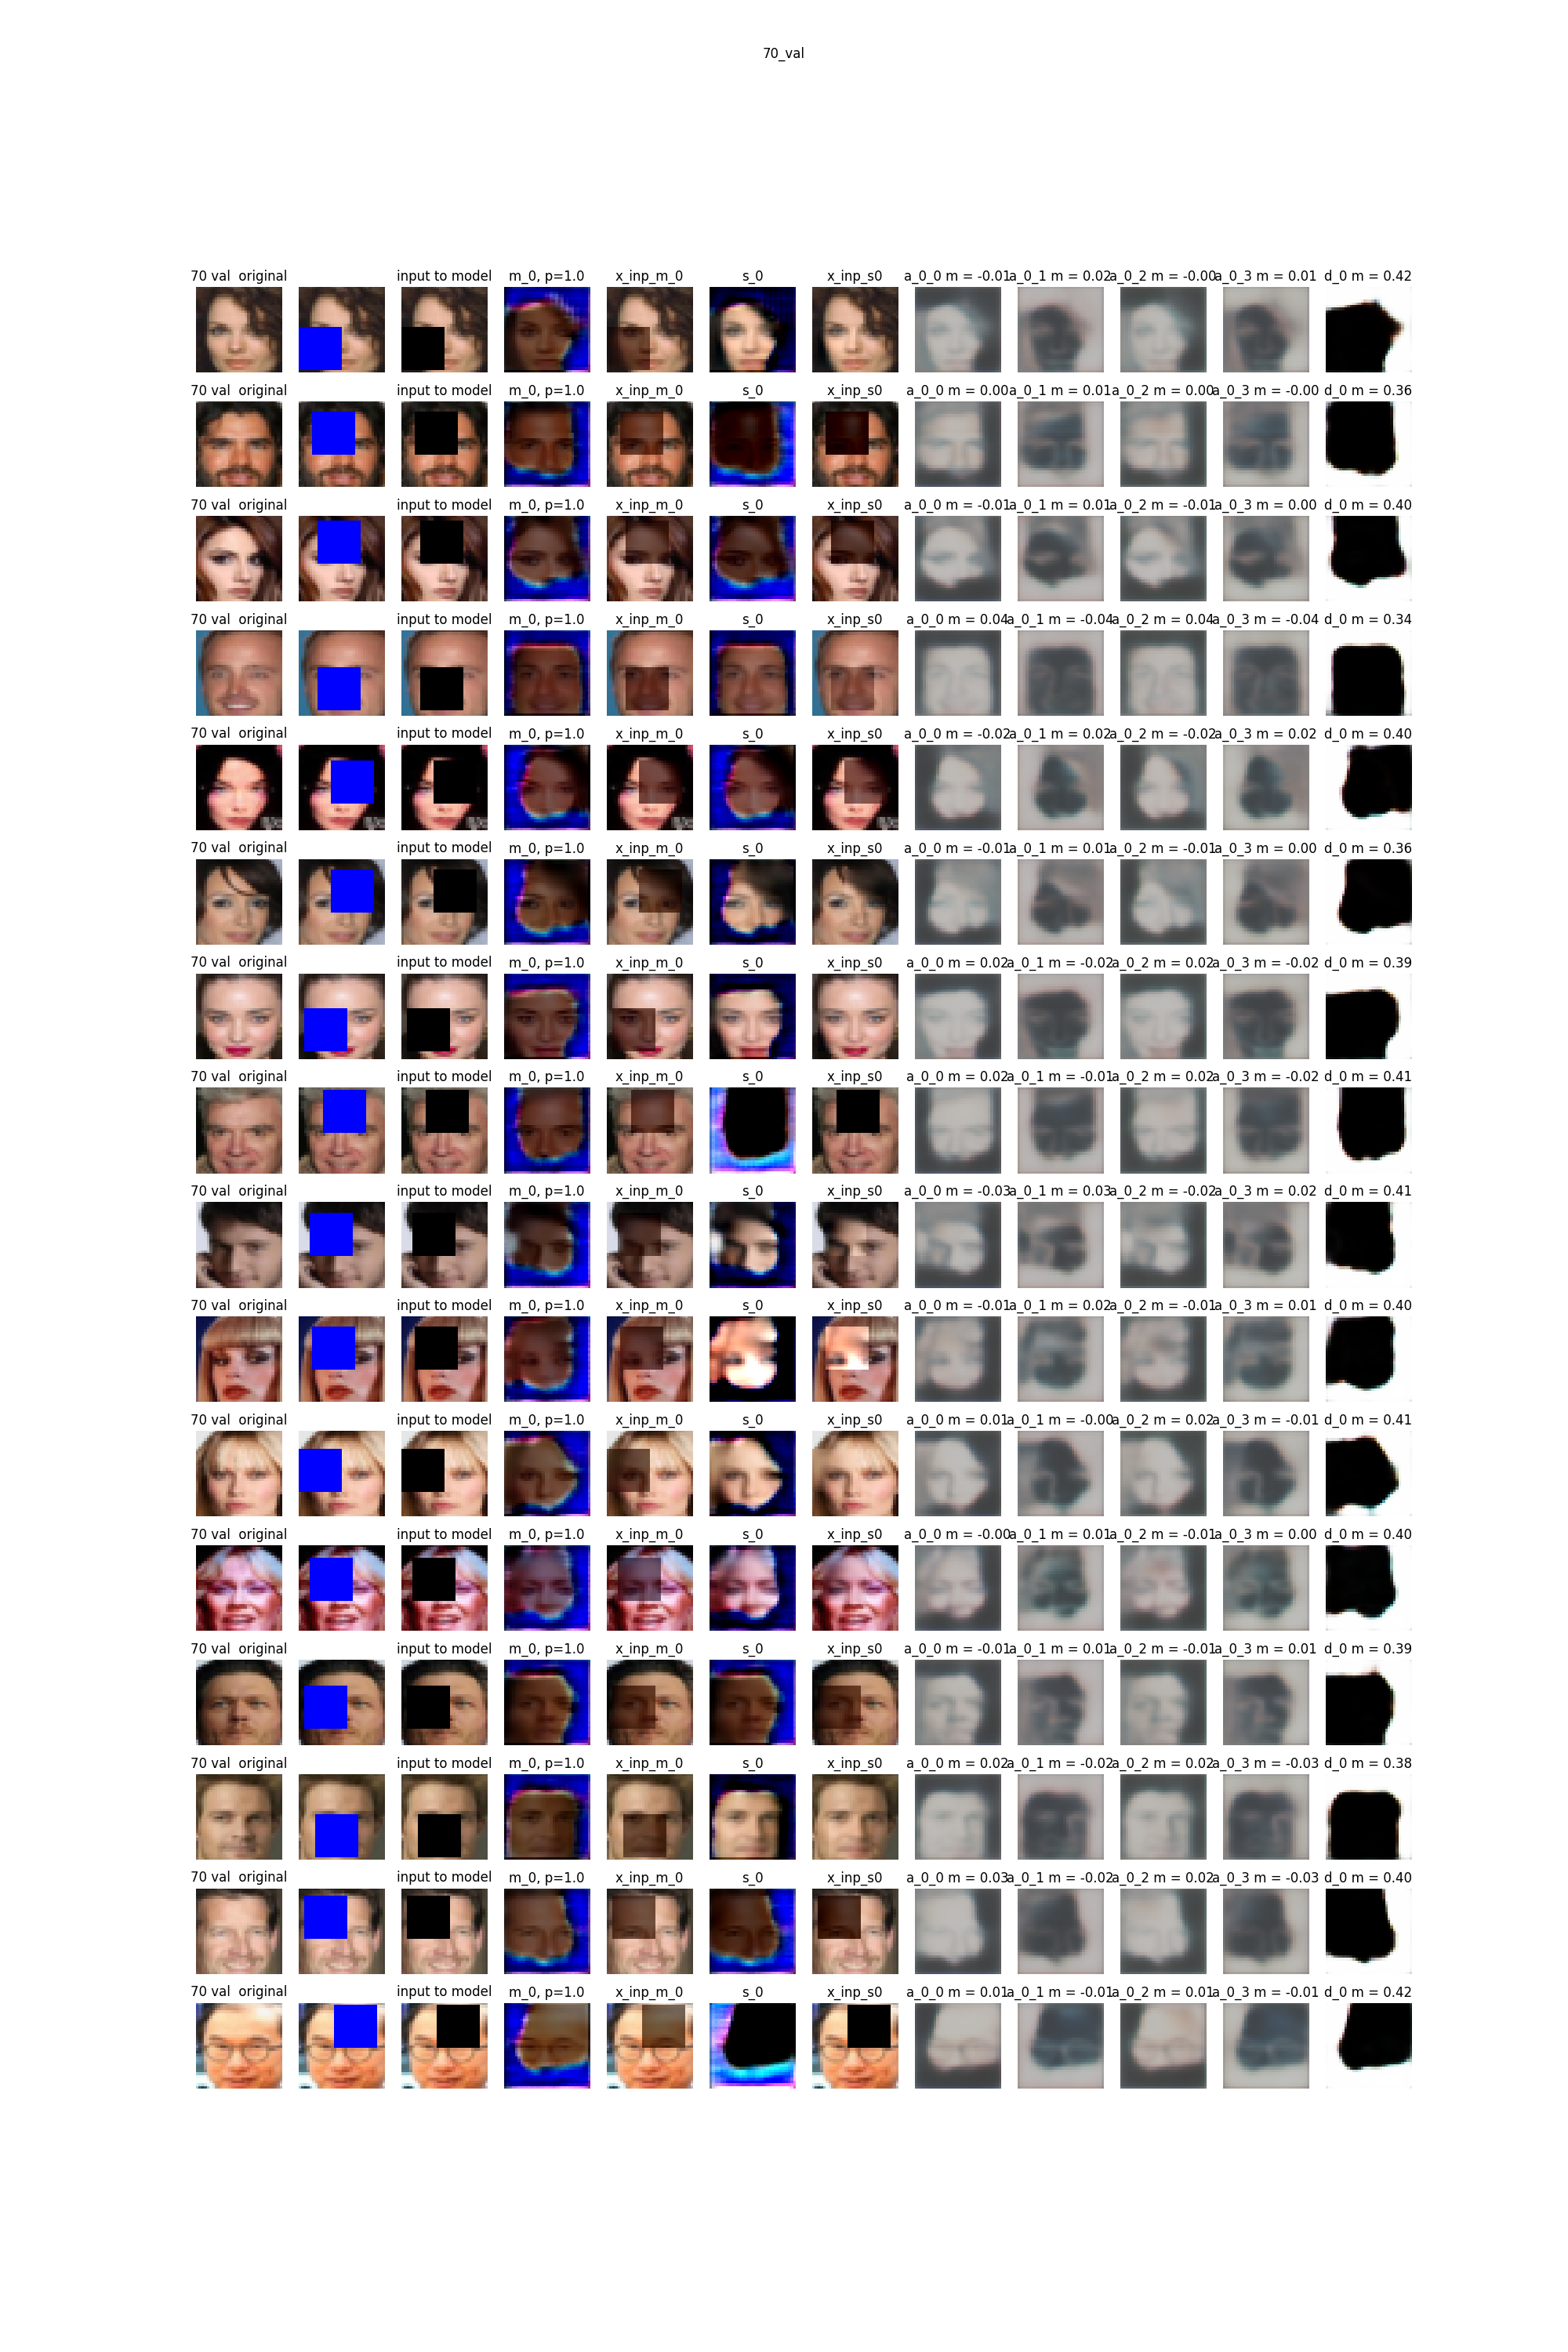 70_val
70 val original input to model m_0, p=1.0 x_inp_m_0 s_0 x_inp_s0 a_0_0 m = -0.01 a_0_1 m = 0.02 a_0_2 m = -0.00 a_0_3 m = 0.01 d_0 m = 0.42
70 val original input to model m_0, p=1.0 x_inp_m_0 s_0 x_inp_s0 a_0_0 m = 0.00 a_0_1 m = 0.01 a_0_2 m = 0.00 a_0_3 m = -0.00 d_0 m = 0.36
70 val original input to model m_0, p=1.0 x_inp_m_0 s_0 x_inp_s0 a_0_0 m = -0.01 a_0_1 m = 0.01 a_0_2 m = -0.01 a_0_3 m = 0.00 d_0 m = 0.40
70 val original input to model m_0, p=1.0 x_inp_m_0 s_0 x_inp_s0 a_0_0 m = 0.04 a_0_1 m = -0.04 a_0_2 m = 0.04 a_0_3 m = -0.04 d_0 m = 0.34
70 val original input to model m_0, p=1.0 x_inp_m_0 s_0 x_inp_s0 a_0_0 m = -0.02 a_0_1 m = 0.02 a_0_2 m = -0.02 a_0_3 m = 0.02 d_0 m = 0.40
70 val original input to model m_0, p=1.0 x_inp_m_0 s_0 x_inp_s0 a_0_0 m = -0.01 a_0_1 m = 0.01 a_0_2 m = -0.01 a_0_3 m = 0.00 d_0 m = 0.36
70 val original input to model m_0, p=1.0 x_inp_m_0 s_0 x_inp_s0 a_0_0 m = 0.02 a_0_1 m = -0.02 a_0_2 m = 0.02 a_0_3 m = -0.02 d_0 m = 0.39
70 val original input to model m_0, p=1.0 x_inp_m_0 s_0 x_inp_s0 a_0_0 m = 0.02 a_0_1 m = -0.01 a_0_2 m = 0.02 a_0_3 m = -0.02 d_0 m = 0.41
70 val original input to model m_0, p=1.0 x_inp_m_0 s_0 x_inp_s0 a_0_0 m = -0.03 a_0_1 m = 0.03 a_0_2 m = -0.02 a_0_3 m = 0.02 d_0 m = 0.41
70 val original input to model m_0, p=1.0 x_inp_m_0 s_0 x_inp_s0 a_0_0 m = -0.01 a_0_1 m = 0.02 a_0_2 m = -0.01 a_0_3 m = 0.01 d_0 m = 0.40
70 val original input to model m_0, p=1.0 x_inp_m_0 s_0 x_inp_s0 a_0_0 m = 0.01 a_0_1 m = -0.00 a_0_2 m = 0.02 a_0_3 m = -0.01 d_0 m = 0.41
70 val original input to model m_0, p=1.0 x_inp_m_0 s_0 x_inp_s0 a_0_0 m = -0.00 a_0_1 m = 0.01 a_0_2 m = -0.01 a_0_3 m = 0.00 d_0 m = 0.40
70 val original input to model m_0, p=1.0 x_inp_m_0 s_0 x_inp_s0 a_0_0 m = -0.01 a_0_1 m = 0.01 a_0_2 m = -0.01 a_0_3 m = 0.01 d_0 m = 0.39
70 val original input to model m_0, p=1.0 x_inp_m_0 s_0 x_inp_s0 a_0_0 m = 0.02 a_0_1 m = -0.02 a_0_2 m = 0.02 a_0_3 m = -0.03 d_0 m = 0.38
70 val original input to model m_0, p=1.0 x_inp_m_0 s_0 x_inp_s0 a_0_0 m = 0.03 a_0_1 m = -0.02 a_0_2 m = 0.02 a_0_3 m = -0.03 d_0 m = 0.40
70 val original input to model m_0, p=1.0 x_inp_m_0 s_0 x_inp_s0 a_0_0 m = 0.01 a_0_1 m = -0.01 a_0_2 m = 0.01 a_0_3 m = -0.01 d_0 m = 0.42